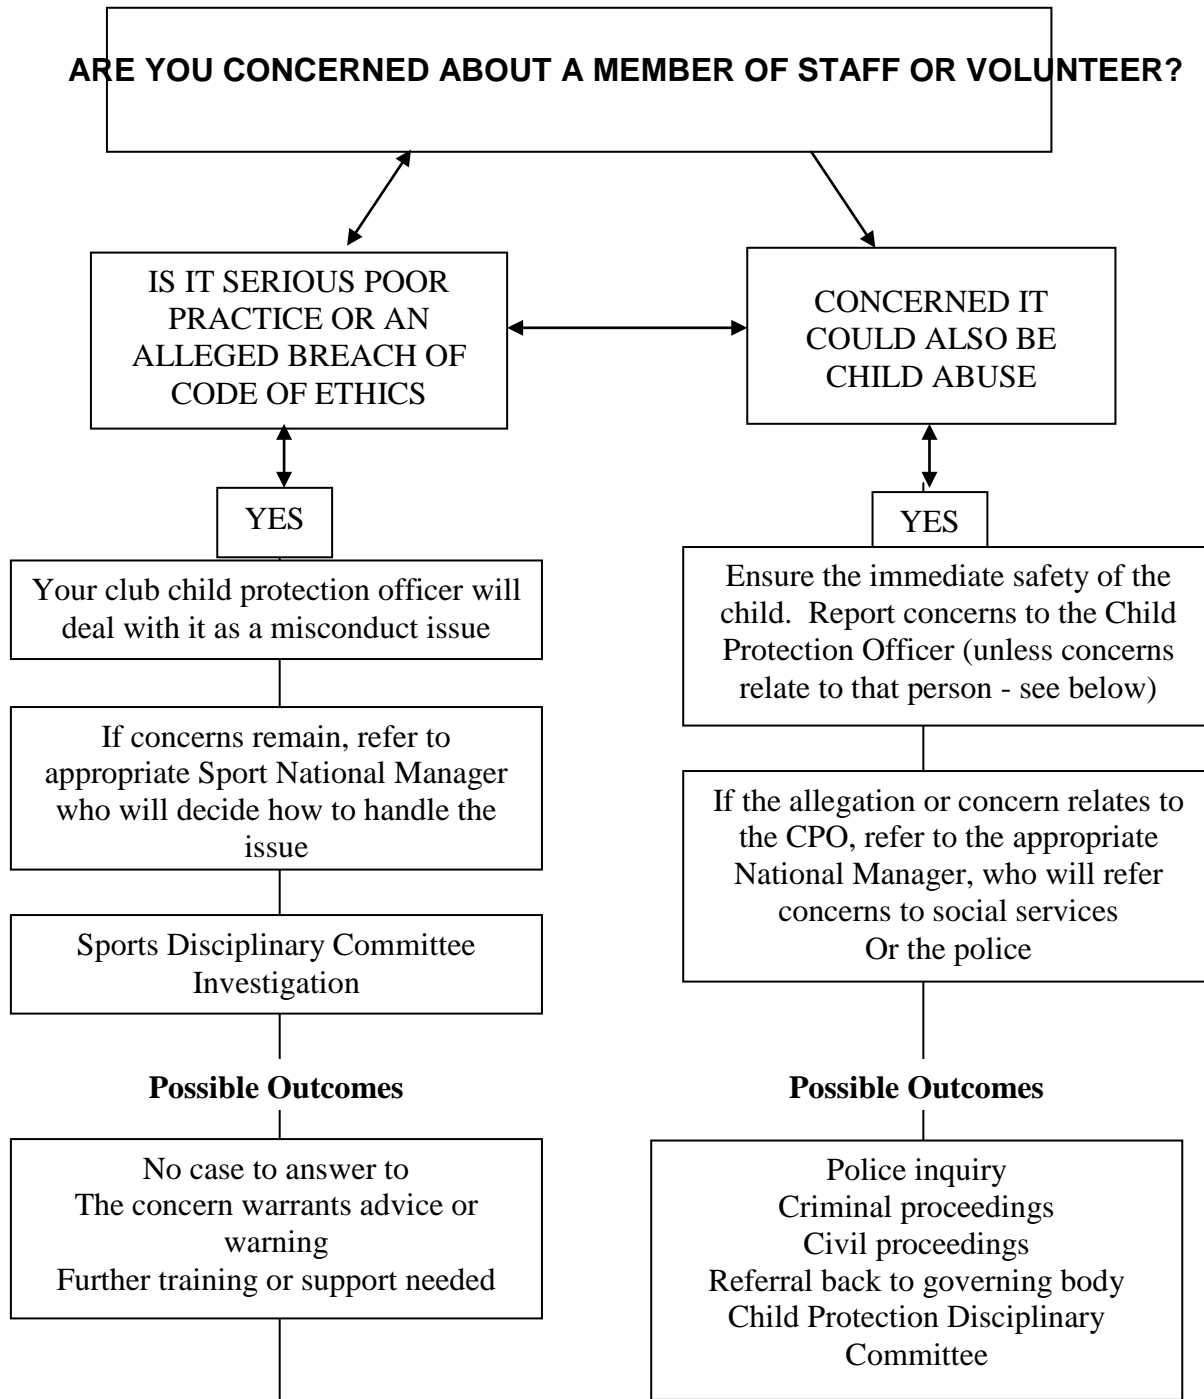 ARE YOU CONCERNED ABOUT A MEMBER OF STAFF OR VOLUNTEER?
IS IT SERIOUS POOR
PRACTICE OR AN
ALLEGED BREACH OF
CODE OF ETHICS
CONCERNED IT
COULD ALSO BE
CHILD ABUSE
YES
YES
Your club child protection officer will
deal with it as a misconduct issue
If concerns remain, refer to
appropriate Sport National Manager
who will decide how to handle the
issue
Sports Disciplinary Committee
Investigation
Possible Outcomes
No case to answer to
The concern warrants advice or
warning
Further training or support needed
Ensure the immediate safety of the
child. Report concerns to the Child
Protection Officer (unless concerns
relate to that person - see below)
If the allegation or concern relates to
the CPO, refer to the appropriate
National Manager, who will refer
concerns to social services
Or the police
Possible Outcomes
Police inquiry
Criminal proceedings
Civil proceedings
Referral back to governing body
Child Protection Disciplinary
Committee